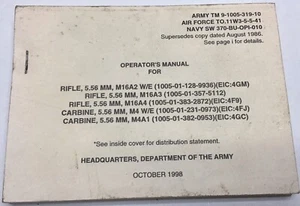 ARMY TM 9-1005-319-10
AIR FORCE TO.11W3-5-5-41
NAVY SW 370-BU-OPI-010
Supersedes copy dated August 1986.
See page i for details.
OPERATOR'S MANUAL
FOR
RIFLE, 5.56 MM, M16A2 W/E (1005-01-128-9936)(EIC:4GM)
RIFLE, 5.56 MM, M16A3 (1005-01-357-5112)
RIFLE, 5.56 MM, M16A4 (1005-01-383-2872)(EIC:4F9)
CARBINE, 5.56 MM, M4 W/E (1005-01-231-0973)(EIC:4FJ)
CARBINE, 5.56 MM, M4A1 (1005-01-382-0953)(EIC:4GC)
*See inside cover for distribution statement.
HEADQUARTERS, DEPARTMENT OF THE ARMY
OCTOBER 1998